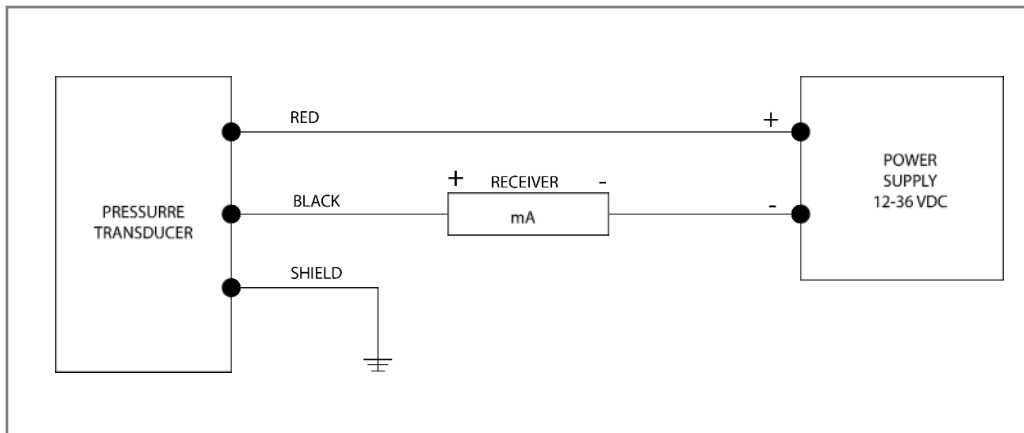 RED
+
POWER
SUPPLY
12-36 VDC
+ RECEIVER -
BLACK
mA
-
PRESSURRE
TRANSDUCER
SHIELD